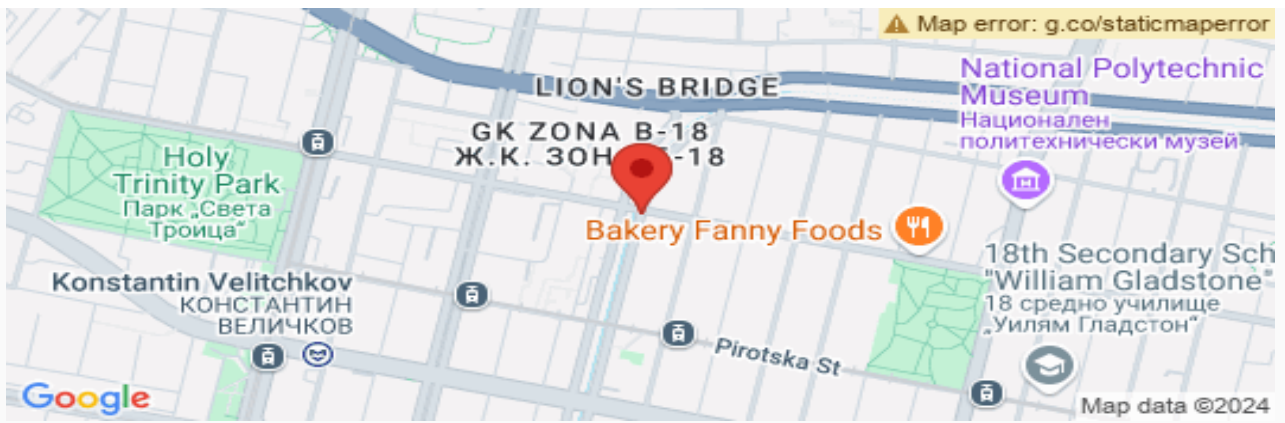 Map error: g.co/staticmaperror
National Polytechnic
Museum
Национален
политехнически музей
LION'S BRIDGE
GK ZONA B-18
Ж.К. -18
Holy
Trinity Park
Парк „Света
Троица“
Bakery Fanny Foods
18th Secondary Sch
"William Gladstone"
18 средно училище
„Уилям Гладстон“
Konstantin Velitchkov
КОНСТАНТИН
ВЕЛИЧКОВ
Pirotska St
Google
Map data ©2024